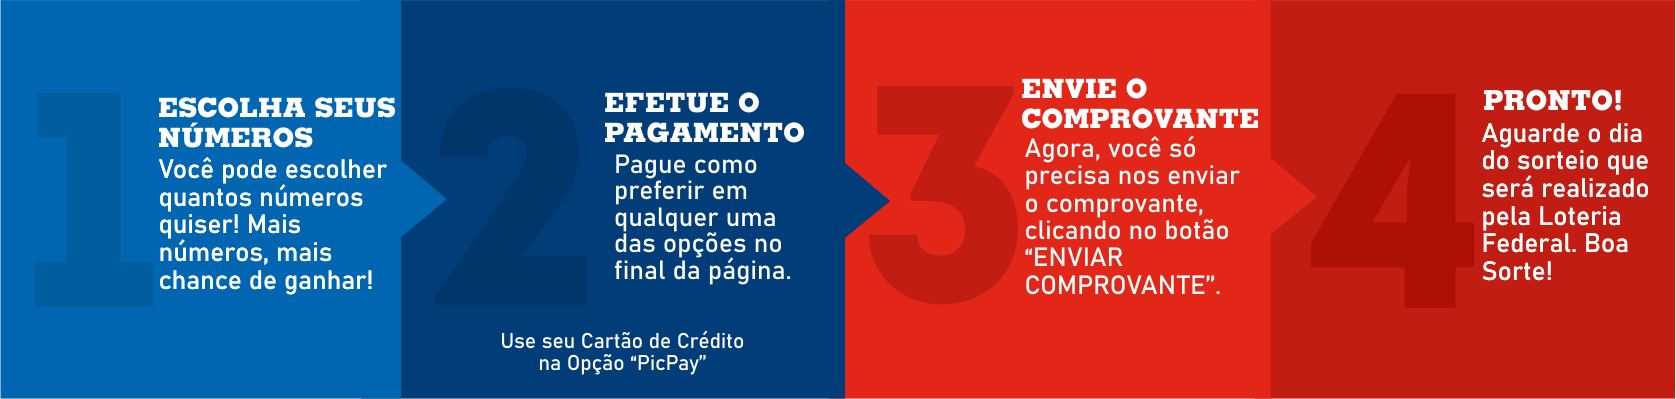 1
ESCOLHA SEUS
NÚMEROS
Você pode escolher
quantos números
quiser! Mais
números, mais
chance de ganhar!
2
EFETUE O
PAGAMENTO
Pague como
preferir em
qualquer uma
das opções no
final da página.
Use seu Cartão de Crédito
na Opção “PicPay”
3
ENVIE O
COMPROVANTE
Agora, você só
precisa nos enviar
o comprovante,
clicando no botão
“ENVIAR
COMPROVANTE”.
4
PRONTO!
Aguarde o dia
do sorteio que
será realizado
pela Loteria
Federal. Boa
Sorte!